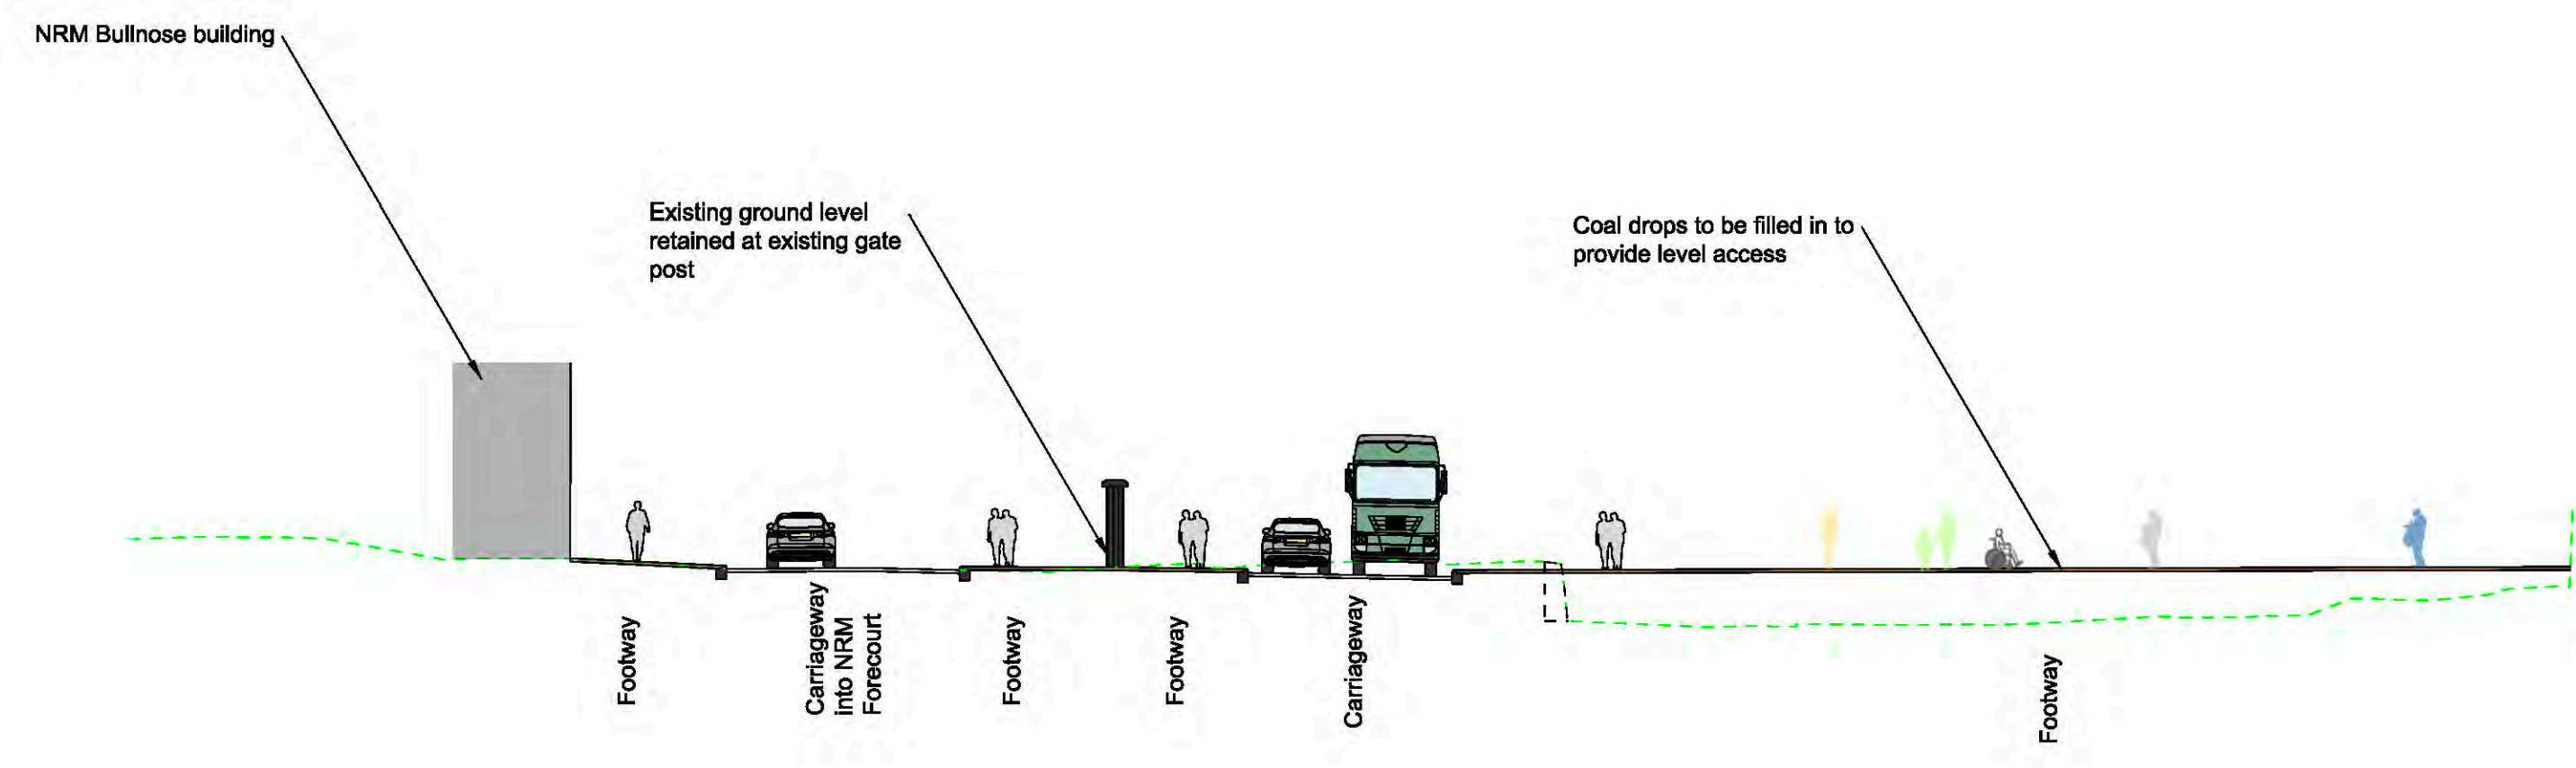 NRM Bullnose building
Existing ground level
retained at existing gate
post
Coal drops to be filled in to
provide level access
Footway
Carriageway
into NRM
Forecourt
Footway
Footway
Carriageway
Footway